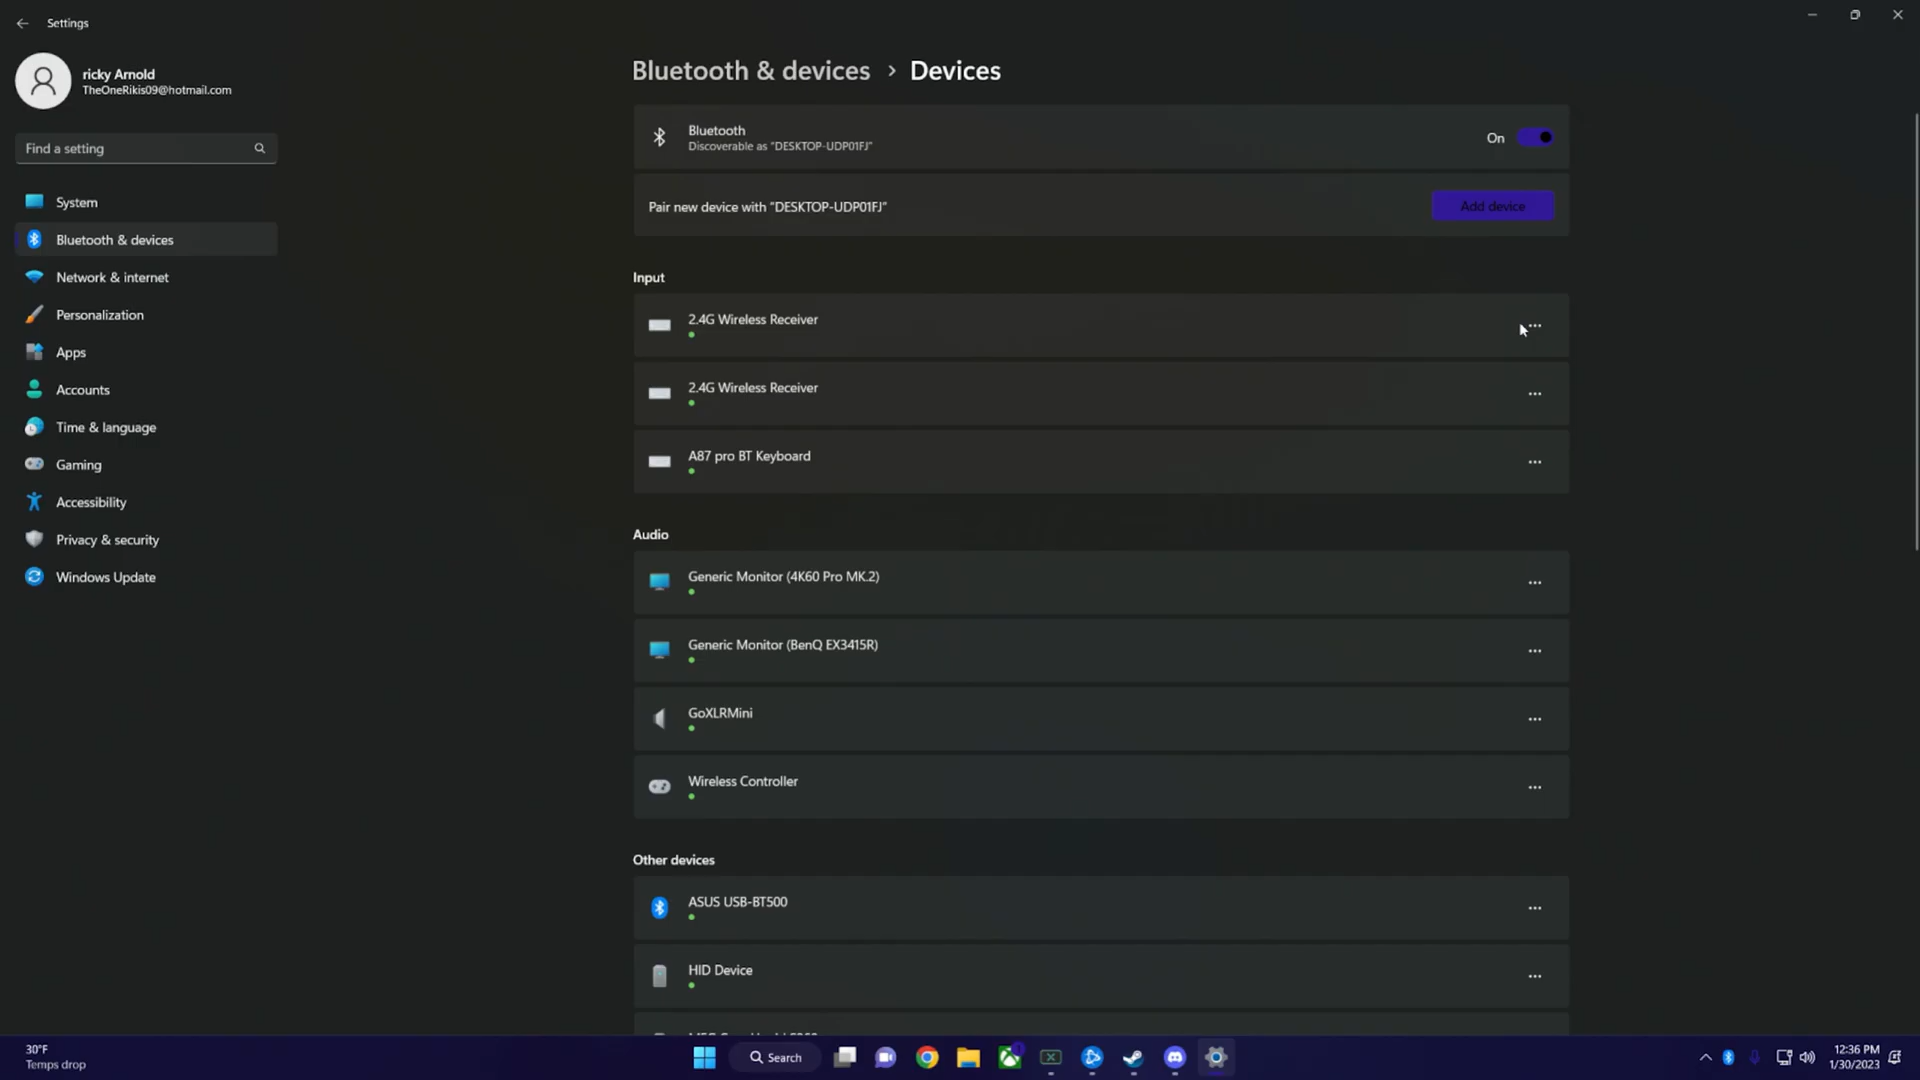 Settings
ricky Arnold
TheOneRikis09@hotmail.com
Find a setting
System
Bluetooth & devices
Network & internet
Personalization
Apps
Accounts
Time & language
Gaming
Accessibility
Privacy & security
Windows Update
Bluetooth & devices › Devices
Bluetooth
Discoverable as "DESKTOP-UDP01FJ"
On
Pair new device with "DESKTOP-UDP01FJ"
Add device
Input
2.4G Wireless Receiver
2.4G Wireless Receiver
A87 pro BT Keyboard
Audio
Generic Monitor (4K60 Pro MK.2)
Generic Monitor (BenQ EX3415R)
GoXLRMini
Wireless Controller
Other devices
ASUS USB-BT500
HID Device
30°F
Temps drop
Search
12:36 PM
1/30/2023